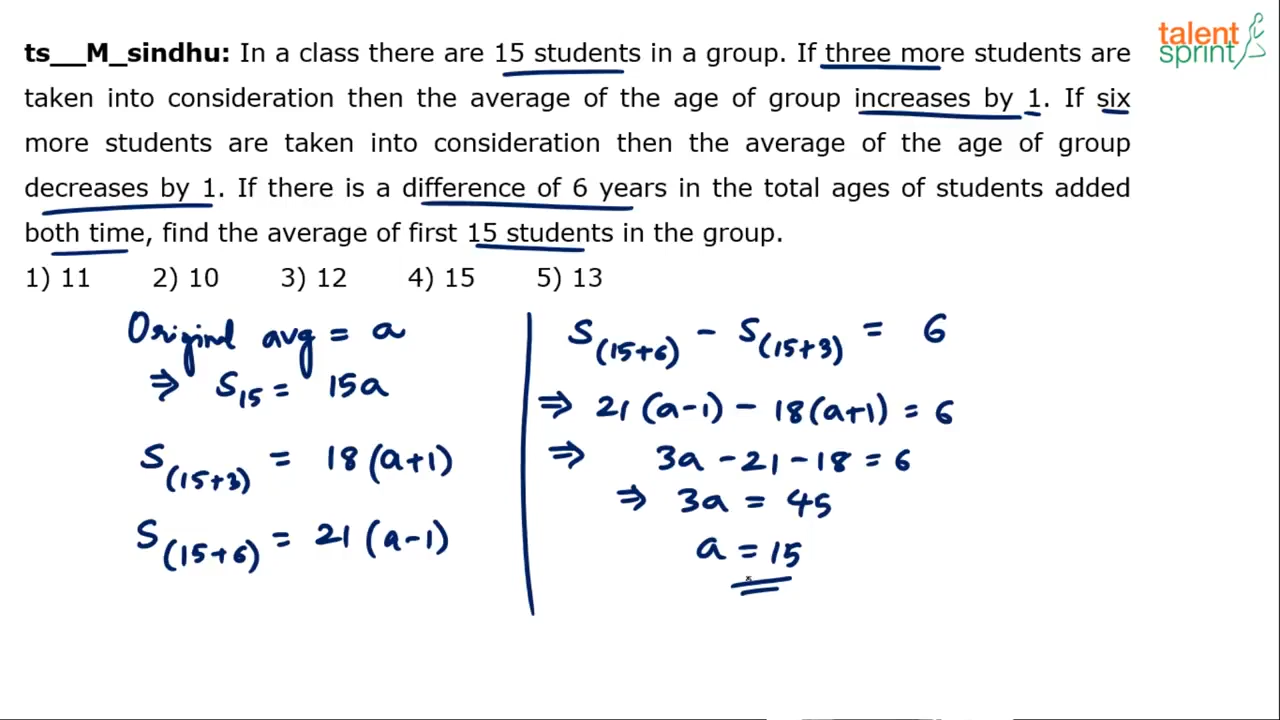 talent
sprint
ts__M_sindhu: In a class there are 15 students in a group. If three more students are
taken into consideration then the average of the age of group increases by 1. If six
more students are taken into consideration then the average of the age of group
decreases by 1. If there is a difference of 6 years in the total ages of students added
both time, find the average of first 15 students in the group.
1) 11 2) 10 3) 12 4) 15 5) 13
Original avg = a
⇒ S15 = 15a
S(15+3) = 18(a+1)
S(15+6) = 21(a-1)
S(15+6) - S(15+3) = 6
⇒ 21(a-1) - 18(a+1) = 6
⇒ 3a - 21 - 18 = 6
⇒ 3a = 45
a = 15